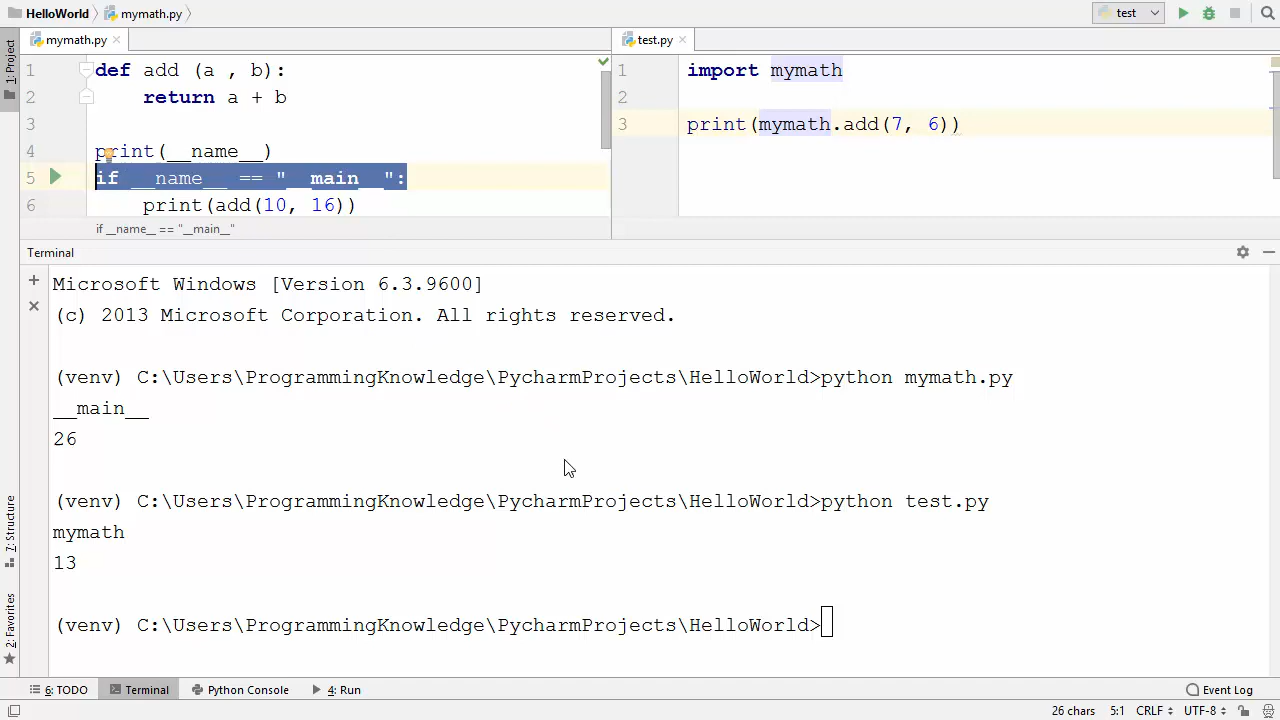 HelloWorld mymath.py test
1: Project
mymath.py
1 def add (a , b):
2 return a + b
3
4 print(__name__)
5 if __name__ == "__main__":
6 print(add(10, 16))
if __name__ == "__main__"
test.py
1 import mymath
2
3 print(mymath.add(7, 6))
Terminal
Microsoft Windows [Version 6.3.9600]
(c) 2013 Microsoft Corporation. All rights reserved.
(venv) C:\Users\ProgrammingKnowledge\PycharmProjects\HelloWorld>python mymath.py
__main__
26
(venv) C:\Users\ProgrammingKnowledge\PycharmProjects\HelloWorld>python test.py
mymath
13
(venv) C:\Users\ProgrammingKnowledge\PycharmProjects\HelloWorld>
7: Structure
2: Favorites
6: TODO Terminal Python Console 4: Run Event Log
26 chars 5:1 CRLF UTF-8